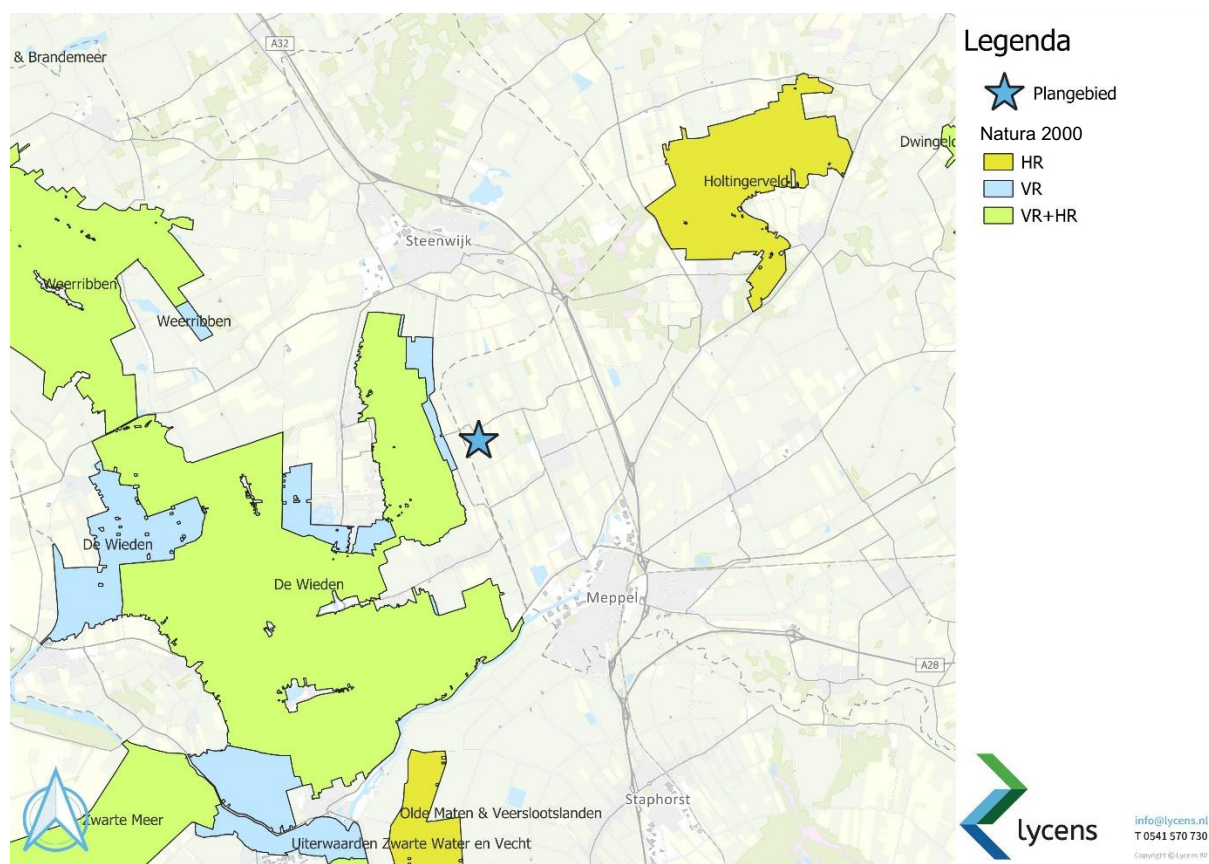 A32
& Brandemeer
Holtingerveld
Steenwijk
Weerribben
Weerribben
De Wieden
De Wieden
Meppel
A28
Staphorst
Olde Maten & Veerslootslanden
Zwarte Meer
Uiterwaarden Zwarte Water en Vecht
Legenda
Plangebied
Natura 2000
HR
VR
VR+HR
lycens
info@lycens.nl
T 0541 570 730
Copyright © Lycens BV